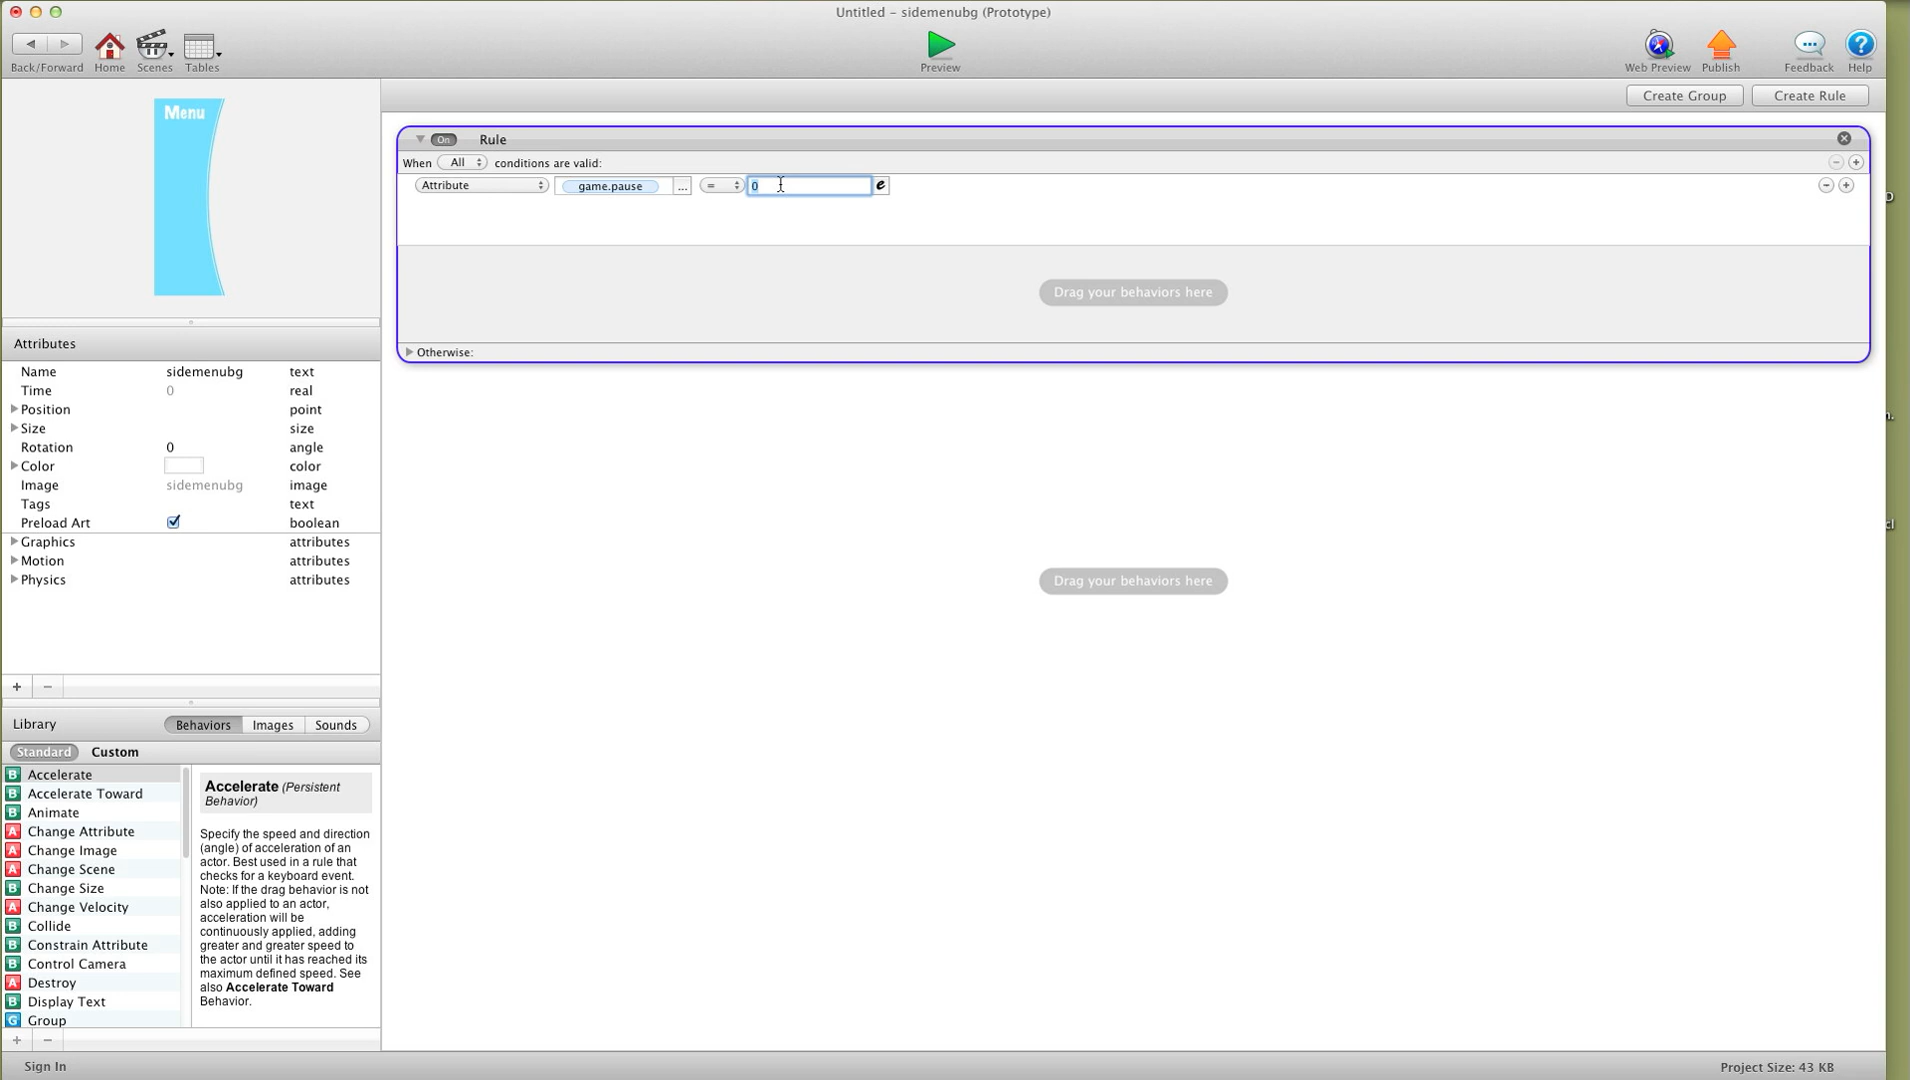 Untitled – sidemenubg (Prototype)
Back/Forward
Home
Scenes
Tables
Preview
Web Preview
Publish
Feedback
Help
Menu
Create Group
Create Rule
On
Rule
When All conditions are valid:
Attribute
game.pause
...
=
0
e
Drag your behaviors here
Otherwise:
Drag your behaviors here
Attributes
Name sidemenubg text
Time 0 real
Position point
Size size
Rotation 0 angle
Color color
Image sidemenubg image
Tags text
Preload Art boolean
Graphics attributes
Motion attributes
Physics attributes
+ −
Library
Behaviors
Images
Sounds
Standard
Custom
B Accelerate
B Accelerate Toward
B Animate
A Change Attribute
A Change Image
A Change Scene
B Change Size
A Change Velocity
B Collide
B Constrain Attribute
B Control Camera
A Destroy
B Display Text
G Group
Accelerate (Persistent
Behavior)
Specify the speed and direction
(angle) of acceleration of an
actor. Best used in a rule that
checks for a keyboard event.
Note: If the drag behavior is not
also applied to an actor,
acceleration will be
continuously applied, adding
greater and greater speed to
the actor until it has reached its
maximum defined speed. See
also Accelerate Toward
Behavior.
+ −
Sign In
Project Size: 43 KB